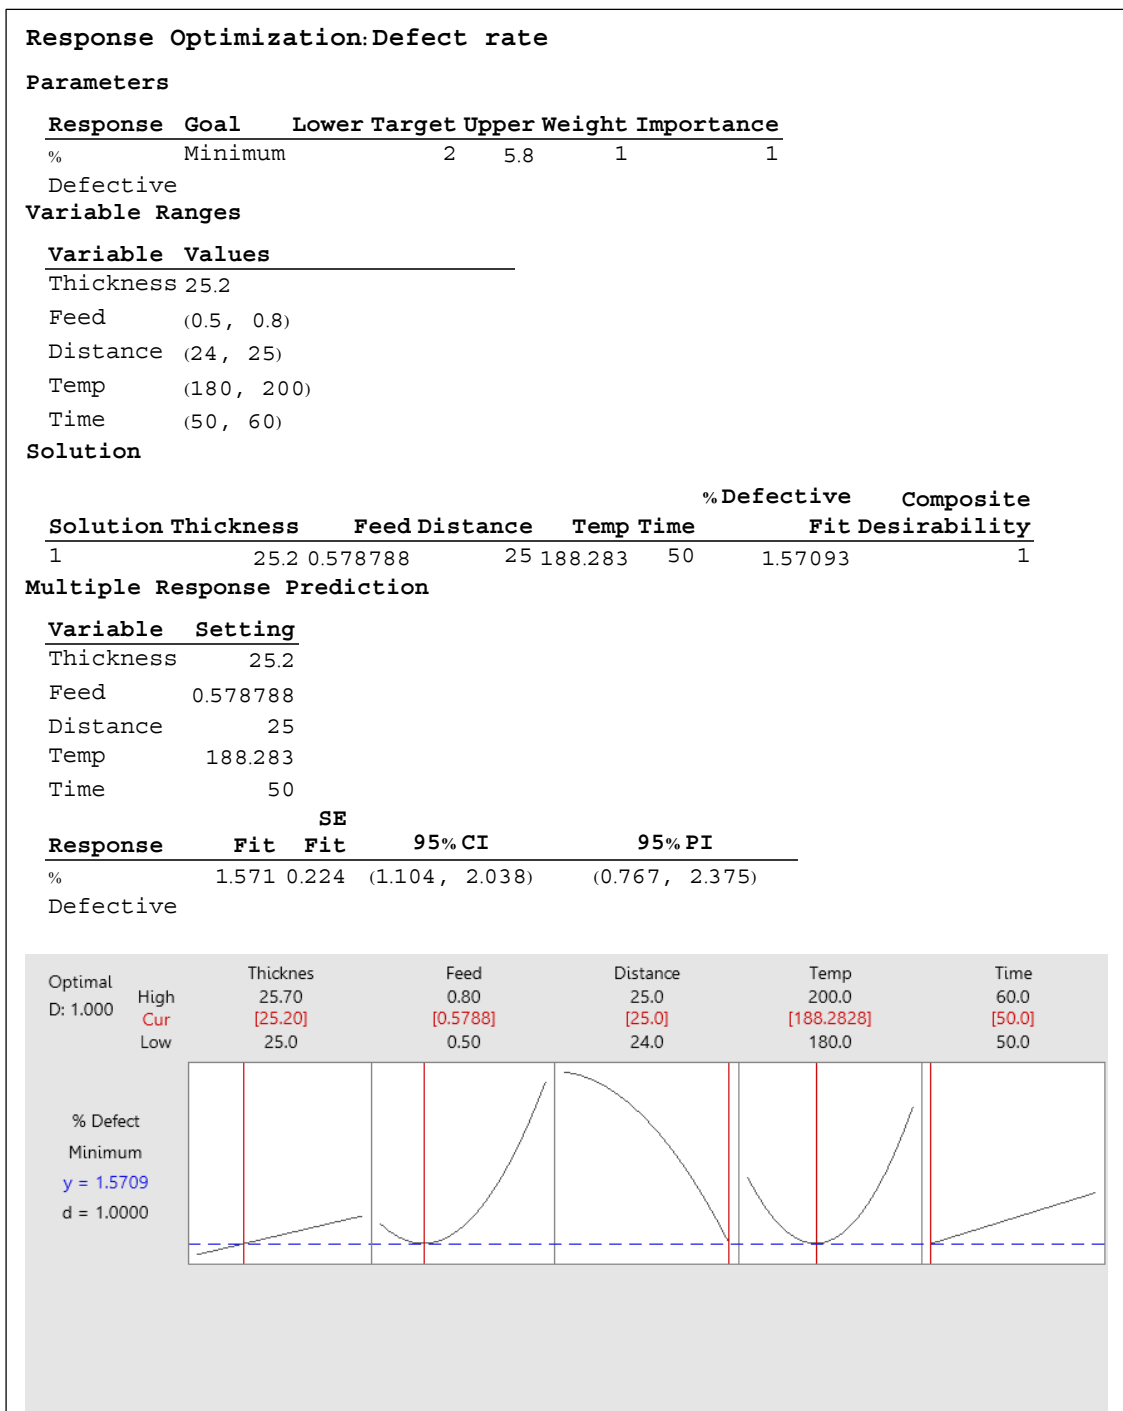 Response Optimization: Defect rate
Parameters
Response Goal Lower Target Upper Weight Importance
% Minimum 2 5.8 1 1
Defective
Variable Ranges
Variable Values
Thickness 25.2
Feed (0.5, 0.8)
Distance (24, 25)
Temp (180, 200)
Time (50, 60)
Solution
% Defective Composite
Solution Thickness Feed Distance Temp Time Fit Desirability
1 25.2 0.578788 25 188.283 50 1.57093 1
Multiple Response Prediction
Variable Setting
Thickness 25.2
Feed 0.578788
Distance 25
Temp 188.283
Time 50
SE
Response Fit Fit 95% CI 95% PI
% 1.571 0.224 (1.104, 2.038) (0.767, 2.375)
Defective
Thicknes Feed Distance Temp Time
Optimal
High 25.70 0.80 25.0 200.0 60.0
D: 1.000
Cur [25.20] [0.5788] [25.0] [188.2828] [50.0]
Low 25.0 0.50 24.0 180.0 50.0
% Defect
Minimum
y = 1.5709
d = 1.0000